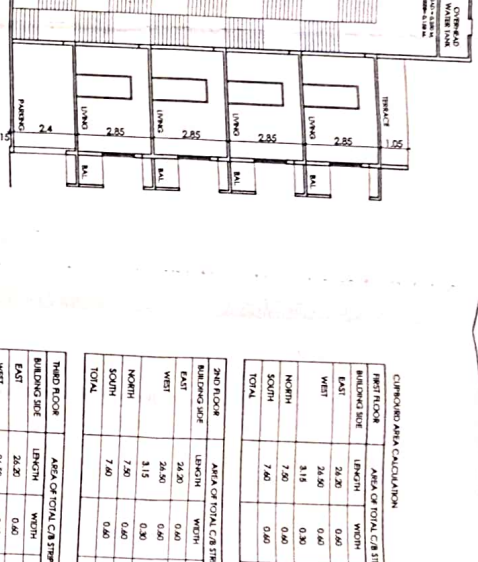 OVERHEAD
WATER TANK
TERRACE
1.05
LIVING
2.85
BAL
LIVING
2.85
BAL
LIVING
2.85
BAL
LIVING
2.85
BAL
PARKING
2.4
15
CUPBOURD AREA CALCULATION
FIRST FLOOR AREA OF TOTAL C/B ST
BUILDING SIDE LENGTH WIDTH
EAST 26.20 0.60
WEST 26.50 0.60
3.15 0.30
NORTH 7.50 0.60
SOUTH 7.60 0.60
TOTAL
2ND FLOOR AREA OF TOTAL C/B STR
BUILDING SIDE LENGTH WIDTH
EAST 26.20 0.60
WEST 26.50 0.60
3.15 0.30
NORTH 7.50 0.60
SOUTH 7.60 0.60
TOTAL
THIRD FLOOR AREA OF TOTAL C/B STRIP
BUILDING SIDE LENGTH WIDTH
EAST 26.20 0.60
WEST